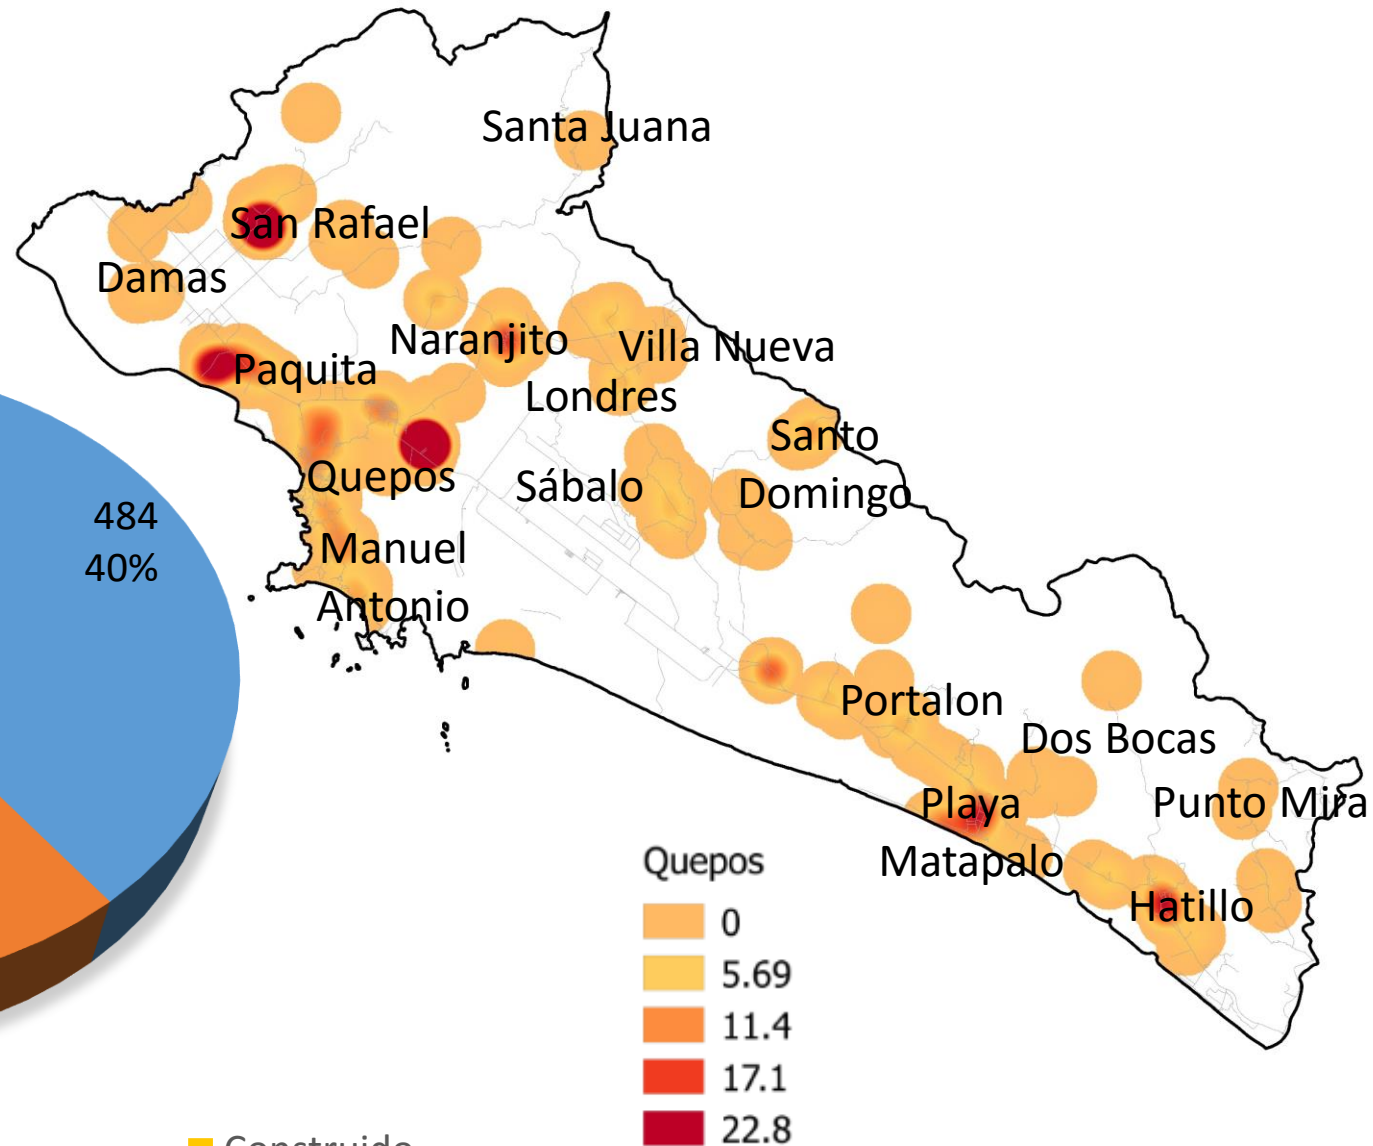 Santa Juana
San Rafael
Damas
Naranjito
Villa Nueva
Paquita
Londres
Santo
Domingo
Quepos
Sábalo
484
40%
Manuel
Antonio
Portalon
Dos Bocas
Playa
Matapalo
Punto Mira
Hatillo
Quepos
0
5.69
11.4
17.1
22.8
Construido